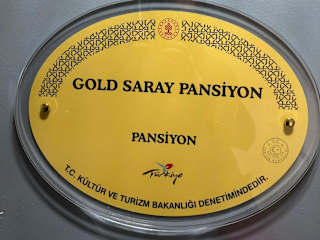 GOLD SARAY PANSİYON
PANSİYON
Türkiye
T.C. KÜLTÜR VE TURİZM BAKANLIĞI DENETİMİNDEDİR.